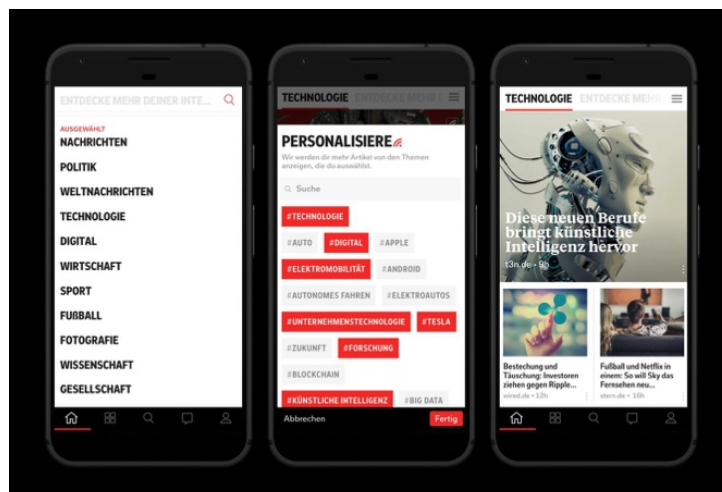 ENTDECKE MEHR DEINER INTE...
AUSGEWÄHLT
NACHRICHTEN
POLITIK
WELTNACHRICHTEN
TECHNOLOGIE
DIGITAL
WIRTSCHAFT
SPORT
FUẞBALL
FOTOGRAFIE
WISSENSCHAFT
GESELLSCHAFT
TECHNOLOGIE ENTDECKE MEHR
PERSONALISIERE
Wir werden dir mehr Artikel von den Themen
anzeigen, die du auswählst.
Suche
#TECHNOLOGIE
#AUTO #DIGITAL #APPLE
#ELEKTROMOBILITÄT #ANDROID
#AUTONOMES FAHREN #ELEKTROAUTOS
#UNTERNEHMENSTECHNOLOGIE #TESLA
#ZUKUNFT #FORSCHUNG
#BLOCKCHAIN
#KÜNSTLICHE INTELLIGENZ #BIG DATA
Abbrechen Fertig
TECHNOLOGIE ENTDECKE MEHR
Diese neuen Berufe
bringt künstliche
Intelligenz hervor
t3n.de • 9h
Bestechung und
Täuschung: Investoren
ziehen gegen Ripple...
wired.de • 12h
Fußball und Netflix in
einem: So will Sky das
Fernsehen neu...
stern.de • 16h